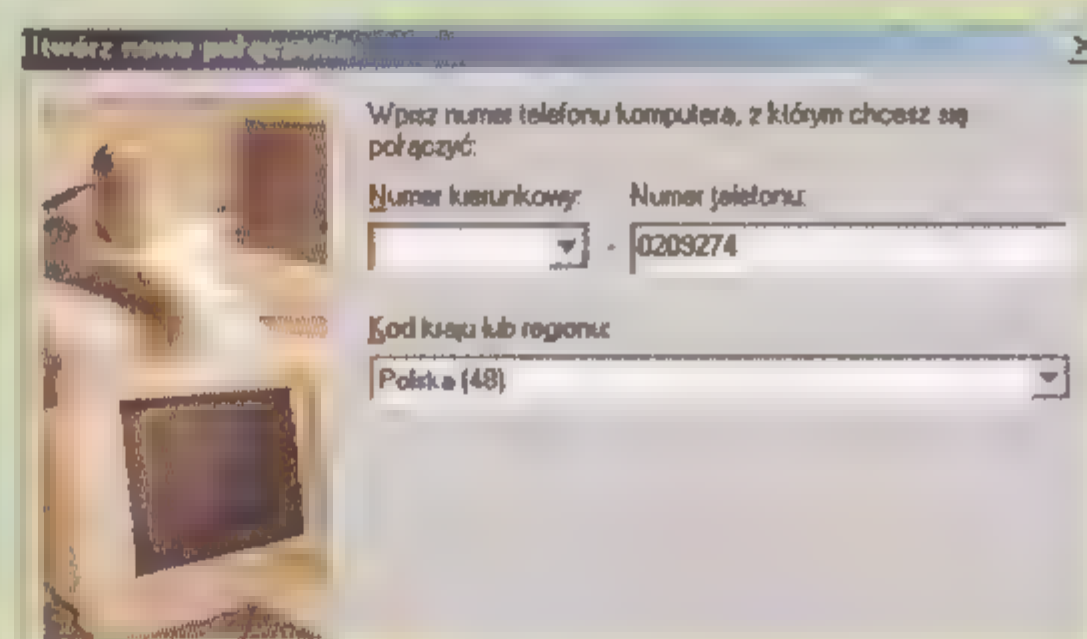 Utwórz nowe połączenie
Wpisz numer telefonu komputera, z którym chcesz się
połączyć:
Numer kierunkowy: Numer telefonu:
- 0209274
Kod kraju lub regionu:
Polska (48)